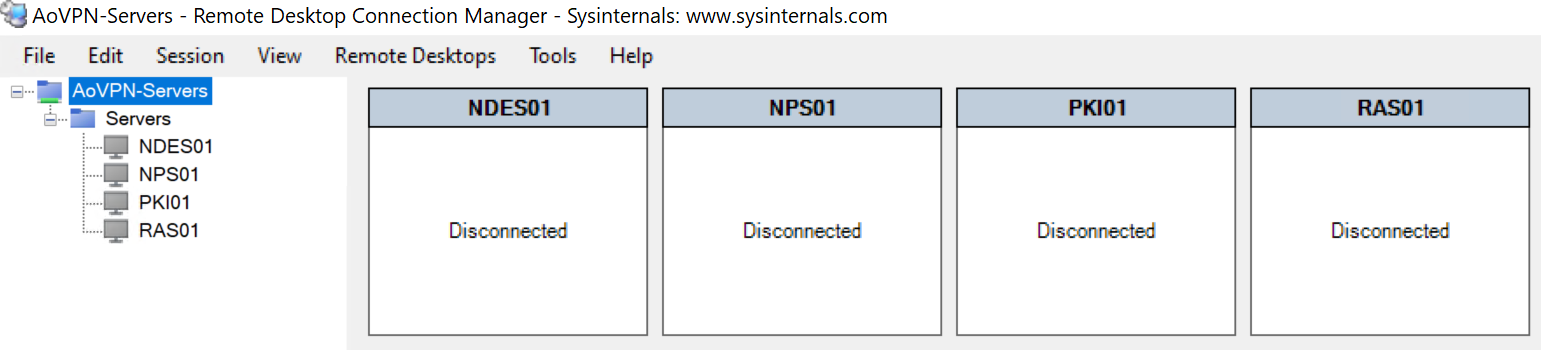 AoVPN-Servers - Remote Desktop Connection Manager - Sysinternals: www.sysinternals.com
File Edit Session View Remote Desktops Tools Help
AoVPN-Servers
Servers
NDES01
NPS01
PKI01
RAS01
NDES01 NPS01 PKI01 RAS01
Disconnected Disconnected Disconnected Disconnected